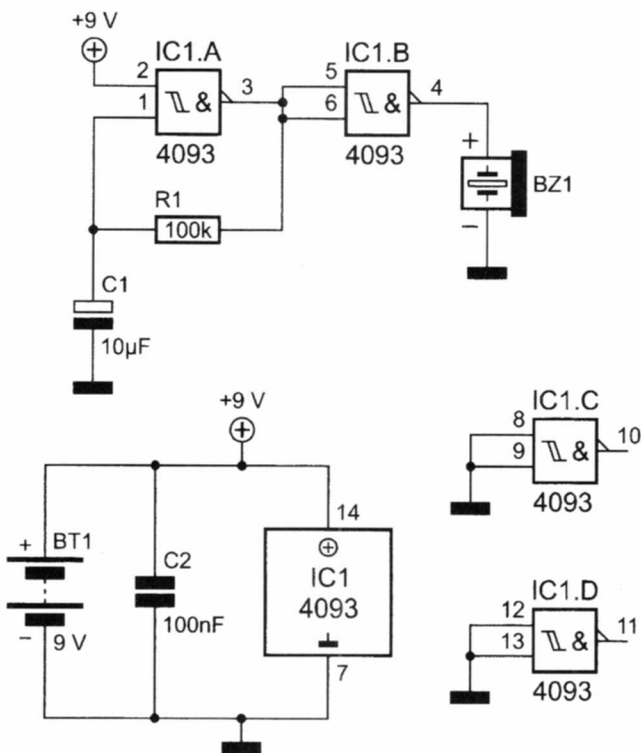 +9 V
IC1.A
IC1.B
2
1
3
5
6
4
&
&
4093
4093
+
BZ1
−
R1
100k
C1
10µF
+9 V
IC1.C
8
9
10
&
4093
+
BT1
−
9 V
C2
100nF
14
IC1
4093
7
IC1.D
12
13
11
&
4093